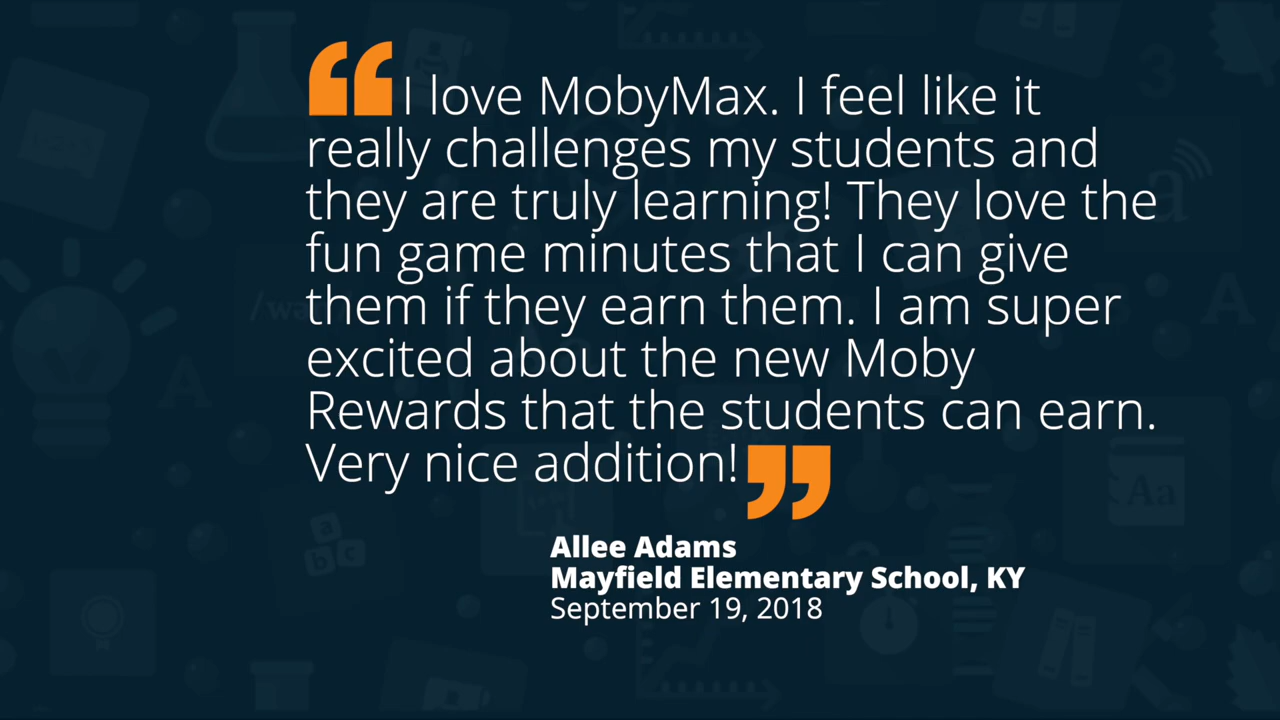 “I love MobyMax. I feel like it
really challenges my students and
they are truly learning! They love the
fun game minutes that I can give
them if they earn them. I am super
excited about the new Moby
Rewards that the students can earn.
Very nice addition!”
Allee Adams
Mayfield Elementary School, KY
September 19, 2018
3
a
A
A
Aa
a
b c